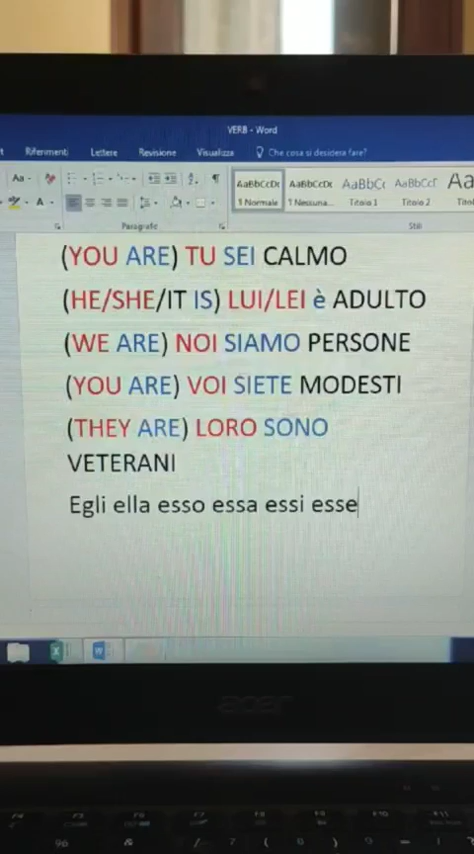 VERB - Word
Riferimenti Lettere Revisione Visualizza Che cosa si desidera fare?
Aa
AaBbCcDc AaBbCcDc AaBbCc AaBbCcD Aa
¶ Normale ¶ Nessuna... Titolo 1 Titolo 2
Paragrafo Stili
(YOU ARE) TU SEI CALMO
(HE/SHE/IT IS) LUI/LEI è ADULTO
(WE ARE) NOI SIAMO PERSONE
(YOU ARE) VOI SIETE MODESTI
(THEY ARE) LORO SONO
VETERANI
Egli ella esso essa essi esse
acer